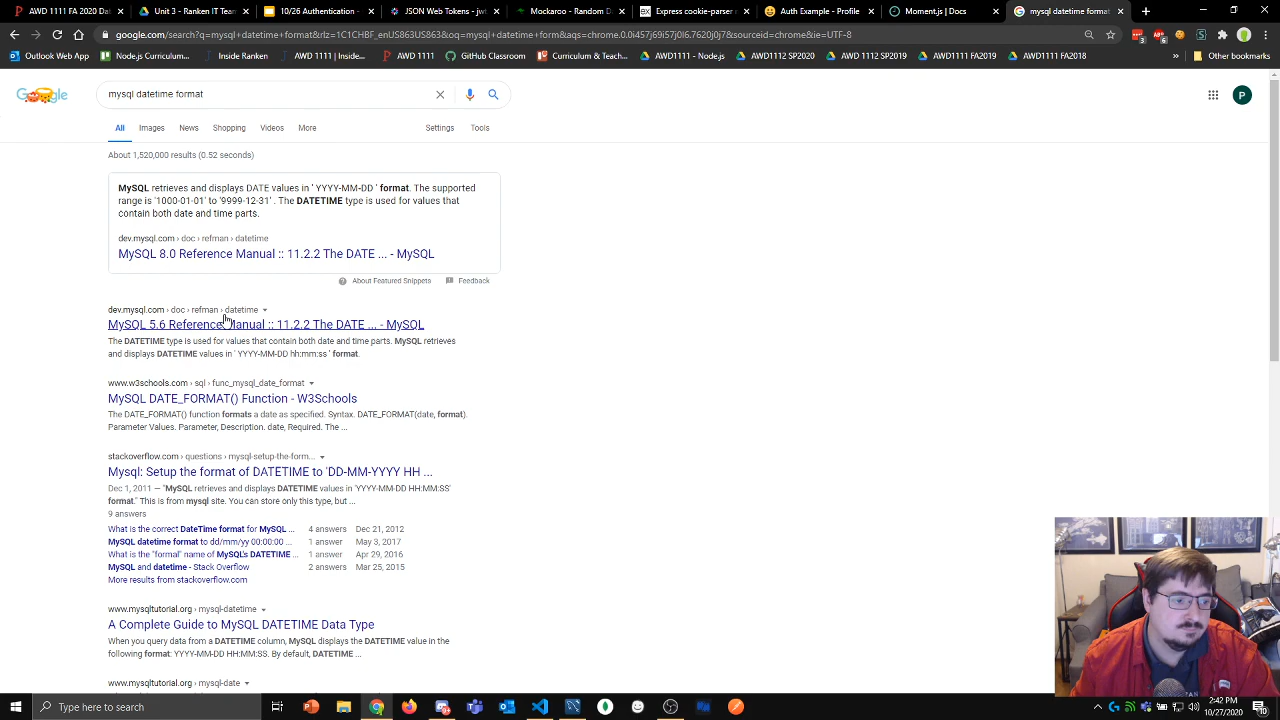 AWD 1111 FA 2020 Dat
Unit 3 - Ranken IT Team
10/26 Authentication -
JSON Web Tokens - jwt
Mockaroo - Random Da
Express cookie-parser m
Auth Example - Profile
Moment.js | Docs
mysql datetime format
google.com/search?q=mysql+datetime+format&rlz=1C1CHBF_enUS863US863&oq=mysql+datetime+form&aqs=chrome.0.0i457j69i57j0l6.7620j0j7&sourceid=chrome&ie=UTF-8
Outlook Web App
Node.js Curriculum...
Inside Ranken
AWD1111 | Inside...
AWD 1111
GitHub Classroom
Curriculum & Teach...
AWD1111 - Node.js
AWD 1112 SP2019
AWD 1112 SP2020
AWD1111 FA2019
AWD1111 FA2018
»
Other bookmarks
Google
mysql datetime format
P
All
Images
News
Shopping
Videos
More
Settings
Tools
About 1,520,000 results (0.52 seconds)
MySQL retrieves and displays DATE values in ' YYYY-MM-DD ' format. The supported
range is '1000-01-01' to '9999-12-31' . The DATETIME type is used for values that
contain both date and time parts.
dev.mysql.com › doc › refman › datetime
MySQL 8.0 Reference Manual :: 11.2.2 The DATE ... - MySQL
About Featured Snippets
Feedback
dev.mysql.com › doc › refman › datetime
MySQL 5.6 Reference Manual :: 11.2.2 The DATE ... - MySQL
The DATETIME type is used for values that contain both date and time parts. MySQL retrieves
and displays DATETIME values in ' YYYY-MM-DD hh:mm:ss ' format.
www.w3schools.com › sql › func_mysql_date_format
MySQL DATE_FORMAT() Function - W3Schools
The DATE_FORMAT() function formats a date as specified. Syntax. DATE_FORMAT(date, format).
Parameter Values. Parameter, Description. date, Required. The ...
stackoverflow.com › questions › mysql-setup-the-form...
Mysql: Setup the format of DATETIME to 'DD-MM-YYYY HH ...
Dec 1, 2011 — "MySQL retrieves and displays DATETIME values in 'YYYY-MM-DD HH:MM:SS'
format." This is from mysql site. You can store only this type, but ...
9 answers
What is the correct DateTime format for MySQL ... 4 answers Dec 21, 2012
MySQL datetime format to dd/mm/yy 00:00:00 ... 1 answer May 3, 2017
What is the "formal" name of MySQL's DATETIME ... 1 answer Apr 29, 2016
MySQL and datetime - Stack Overflow 2 answers Mar 25, 2015
More results from stackoverflow.com
www.mysqltutorial.org › mysql-datetime
A Complete Guide to MySQL DATETIME Data Type
When you query data from a DATETIME column, MySQL displays the DATETIME value in the
following format: YYYY-MM-DD HH:MM:SS. By default, DATETIME ...
www.mysqltutorial.org › mysql-date
Type here to search
2:42 PM
10/27/2020